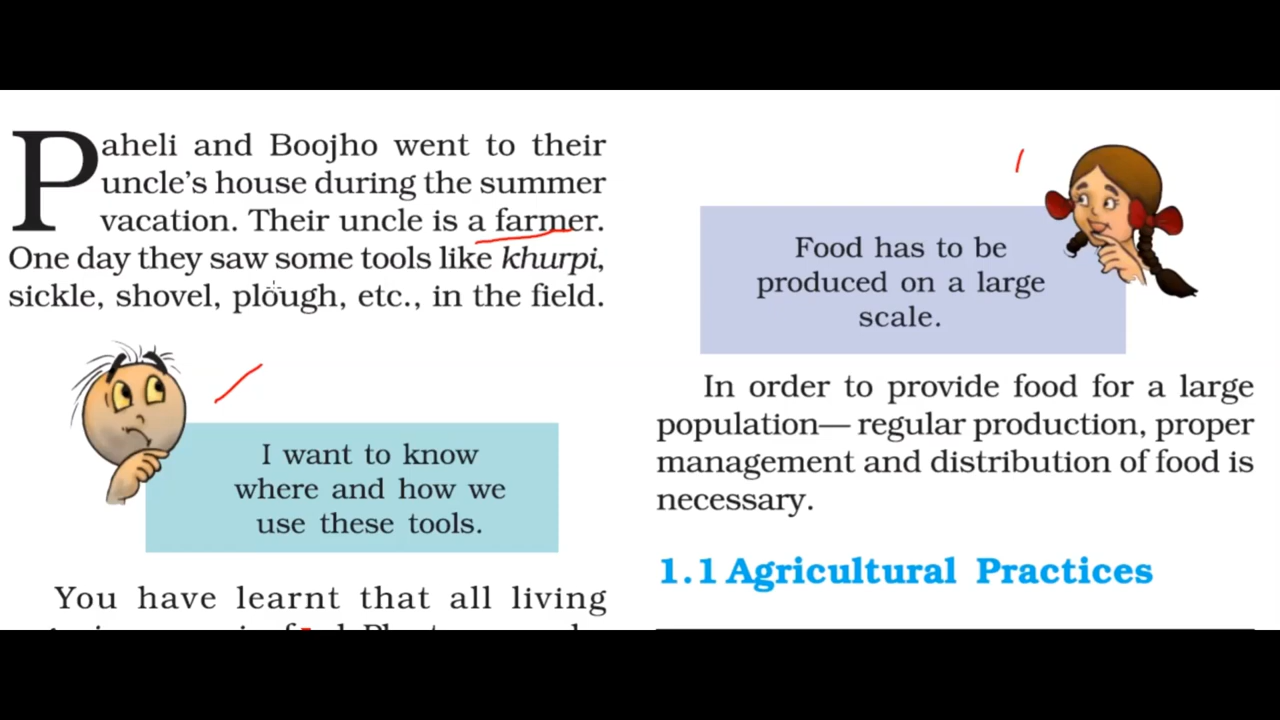 Paheli and Boojho went to their
uncle's house during the summer
vacation. Their uncle is a farmer.
One day they saw some tools like khurpi,
sickle, shovel, plough, etc., in the field.
I want to know
where and how we
use these tools.
You have learnt that all living
Food has to be
produced on a large
scale.
In order to provide food for a large
population— regular production, proper
management and distribution of food is
necessary.
1.1 Agricultural Practices